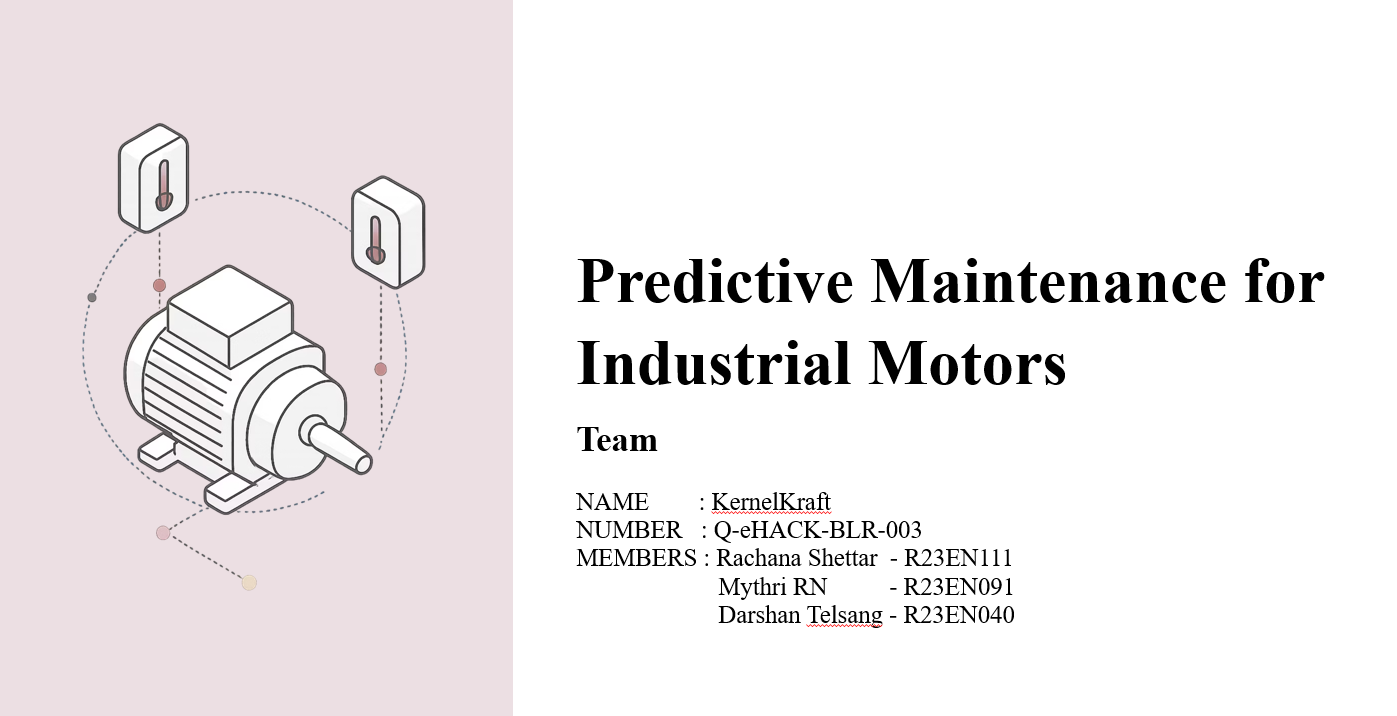 Predictive Maintenance for
Industrial Motors
Team
NAME : KernelKraft
NUMBER : Q-eHACK-BLR-003
MEMBERS : Rachana Shettar - R23EN111
Mythri RN - R23EN091
Darshan Telsang - R23EN040